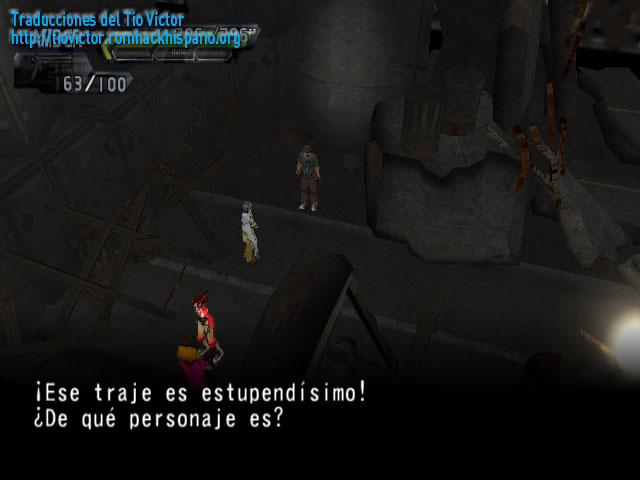 Traducciones del Tio Victor
http://tiovictor.romhackhispano.org
63/100
¡Ese traje es estupendísimo!
¿De qué personaje es?